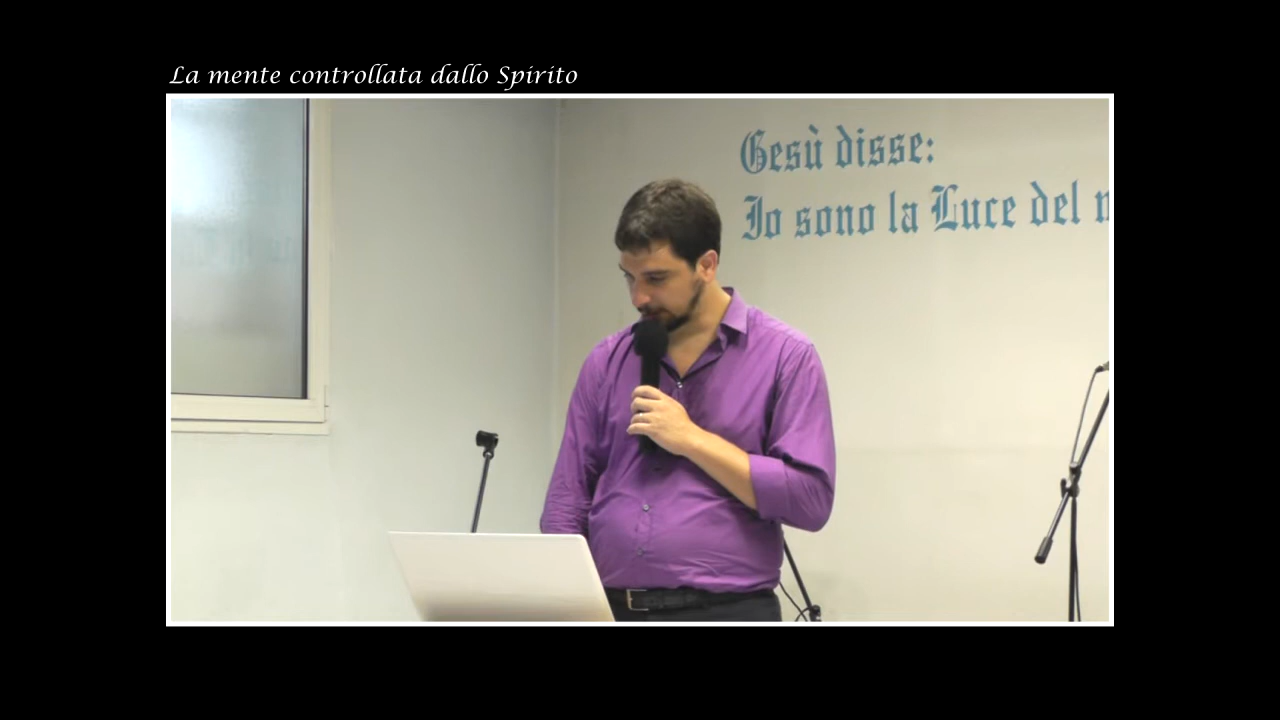 La mente controllata dallo Spirito
Gesù disse:
Io sono la Luce del